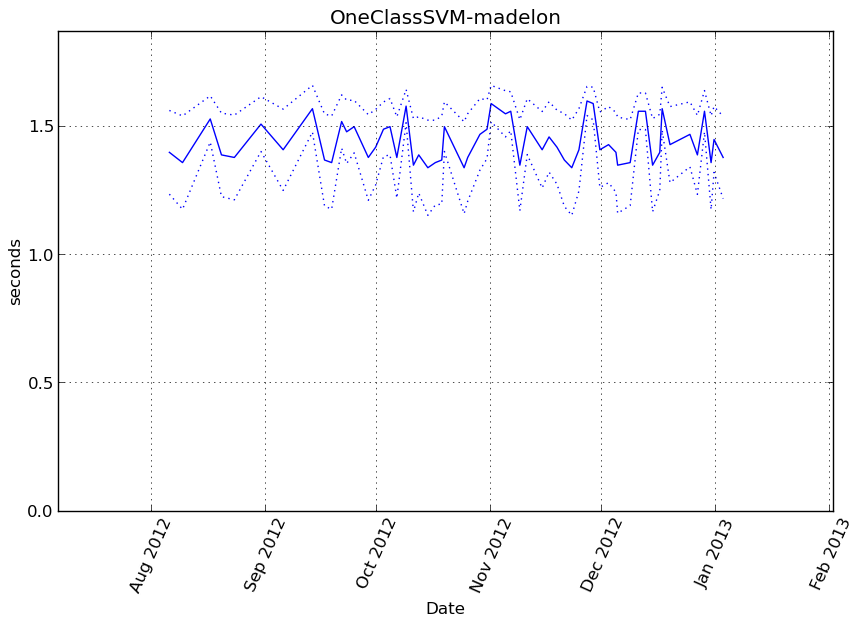 OneClassSVM-madelon
1.5
1.0
0.5
0.0
seconds
Aug 2012
Sep 2012
Oct 2012
Nov 2012
Dec 2012
Jan 2013
Feb 2013
Date